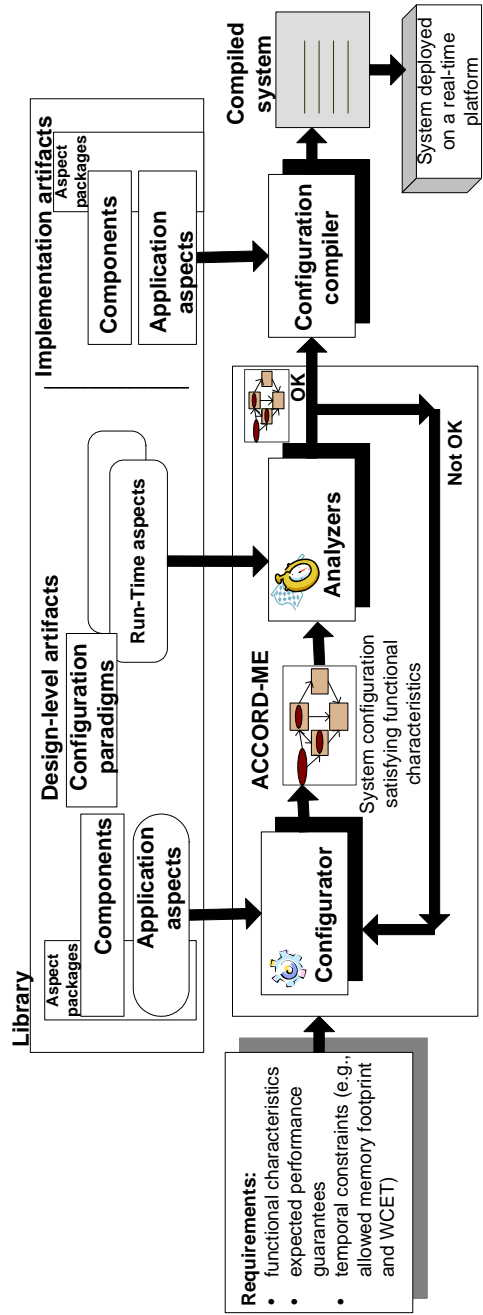 Library
Design-level artifacts
Implementation artifacts
Aspect
packages
Components
Application
aspects
Configuration
paradigms
Run-Time aspects
Aspect
packages
Components
Application
aspects
Requirements:
• functional characteristics
• expected performance
guarantees
• temporal constraints (e.g.,
allowed memory footprint
and WCET)
ACCORD-ME
Configurator
System configuration
satisfying functional
characteristics
Analyzers
OK
Not OK
Configuration
compiler
Compiled
system
System deployed
on a real-time
platform